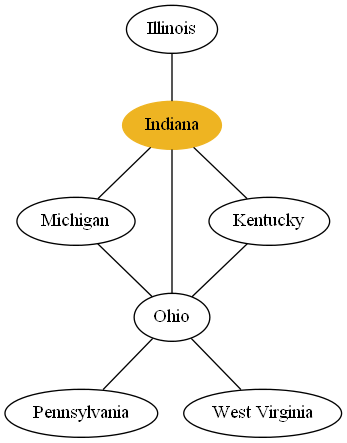 Illinois
Indiana
Michigan
Kentucky
Ohio
Pennsylvania
West Virginia